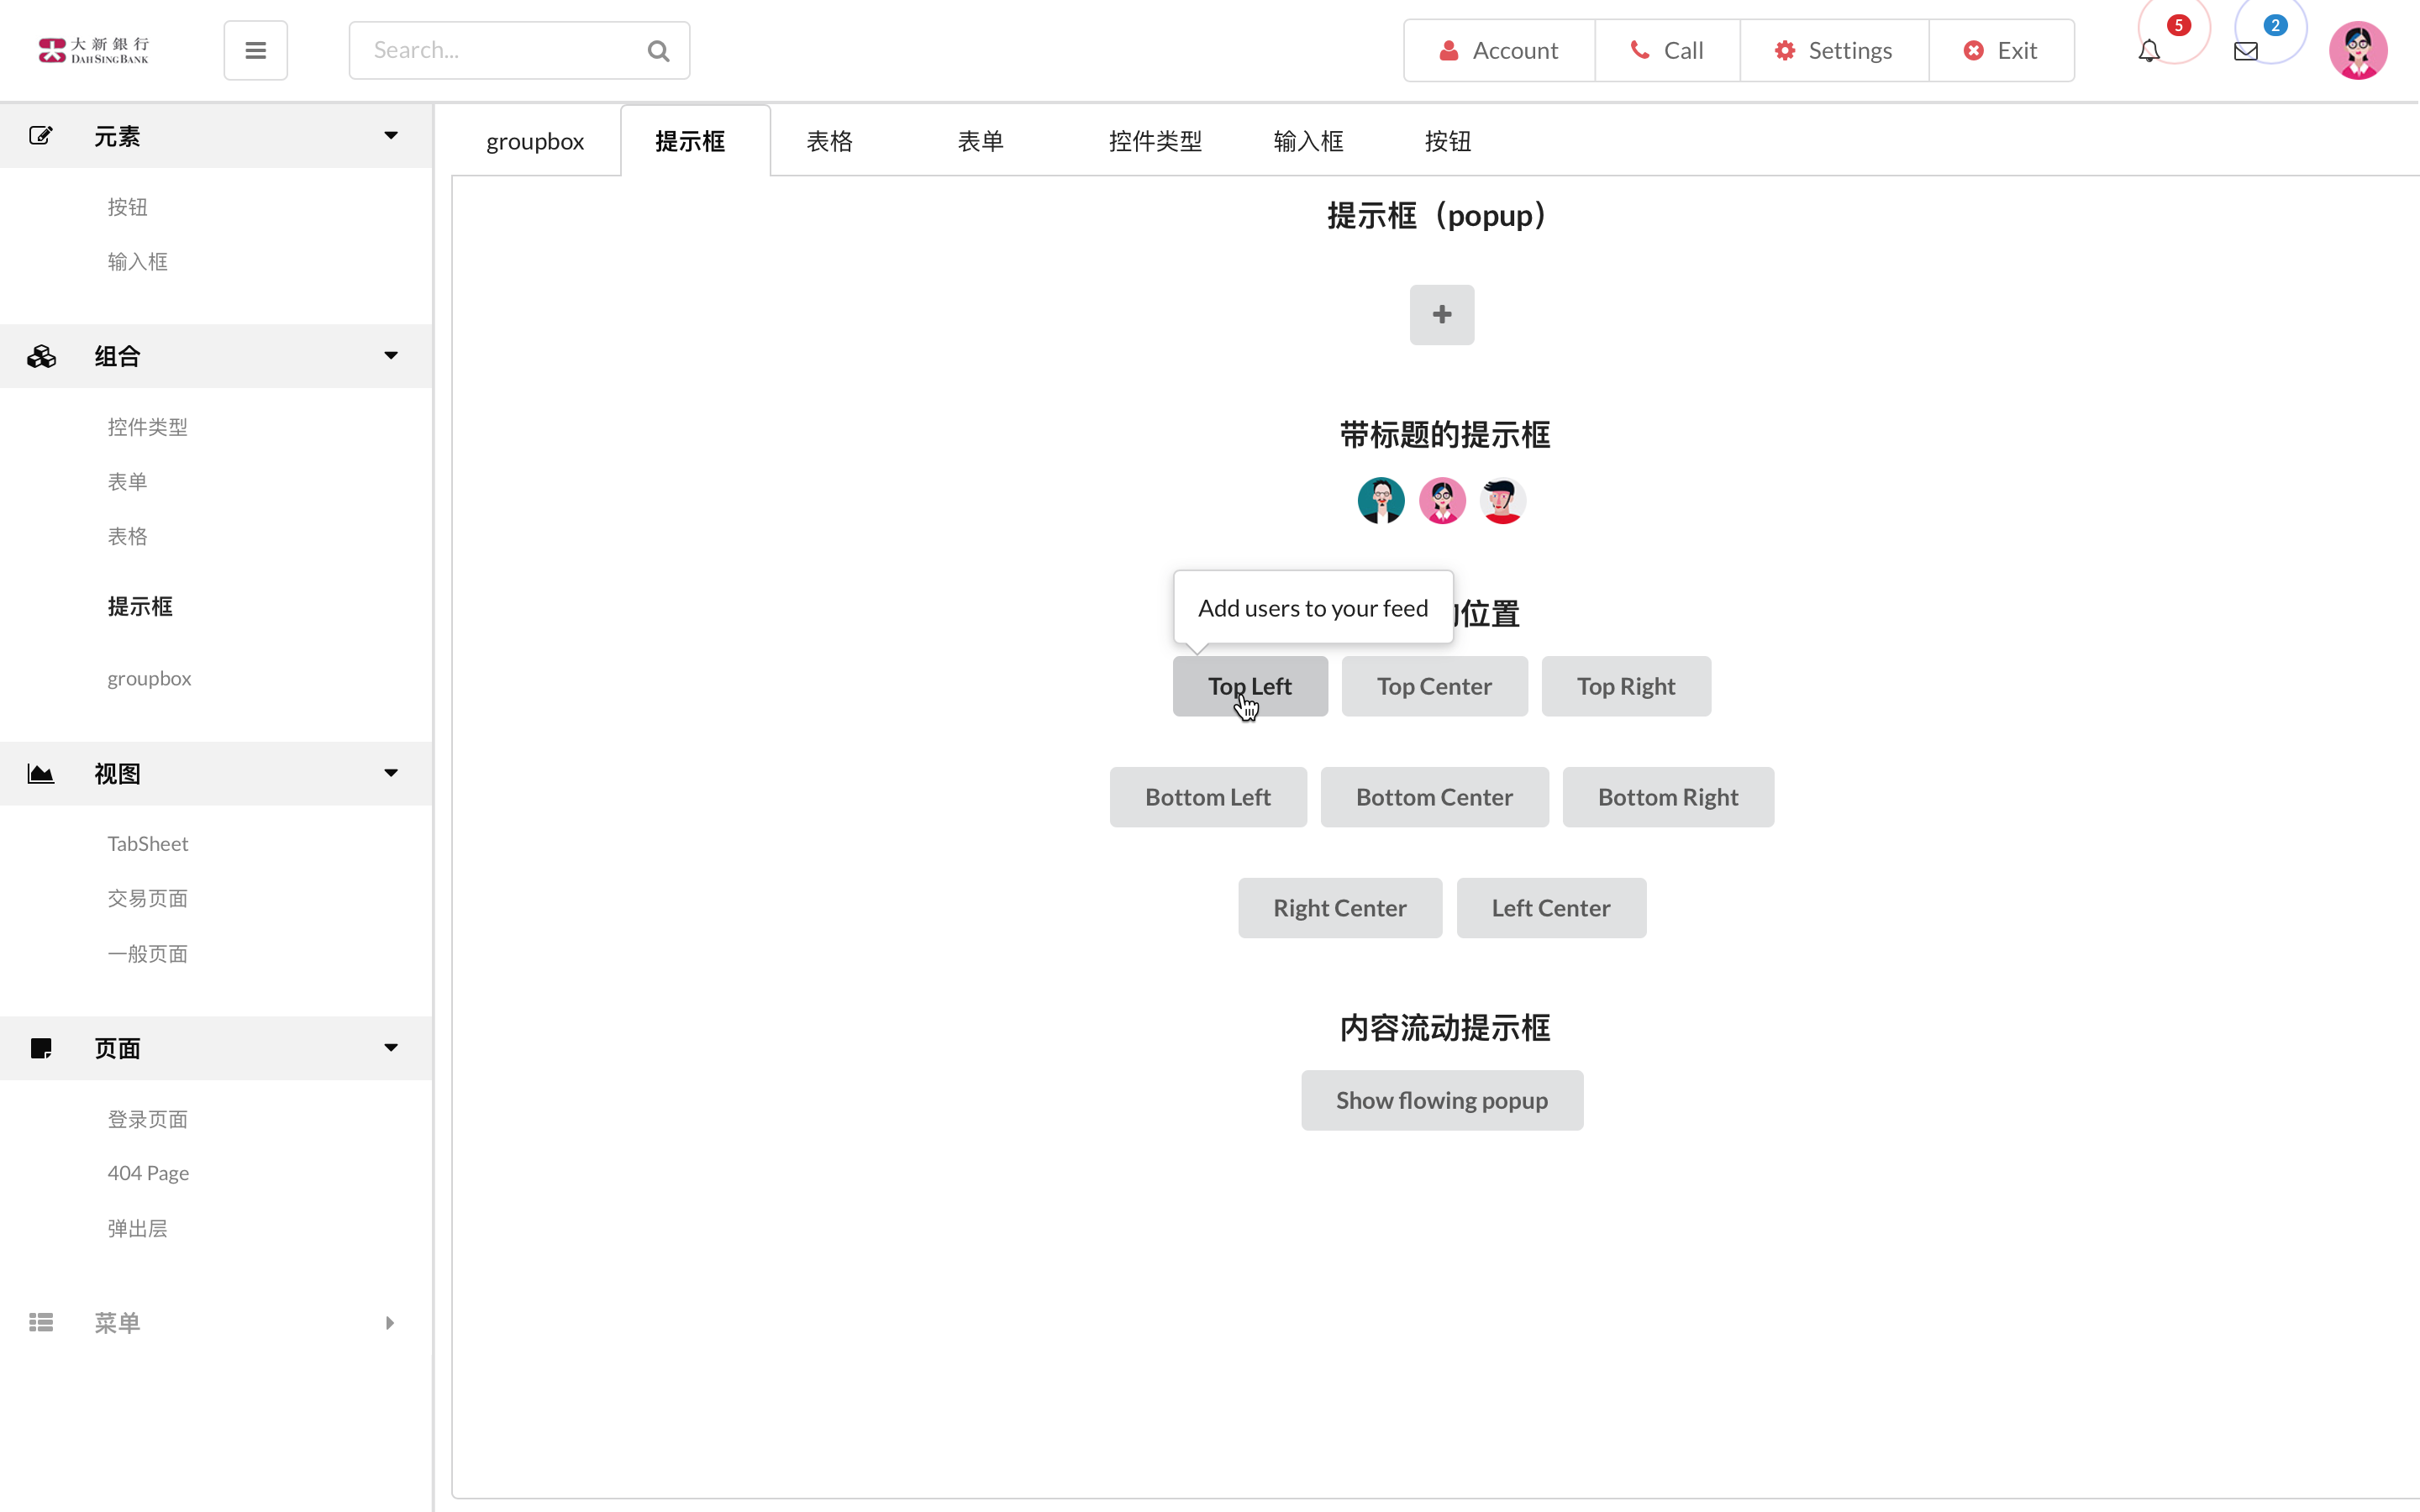 大新銀行
DAH SING BANK
Search...
Account
Call
Settings
Exit
5
2
元素
按钮
输入框
组合
控件类型
表单
表格
提示框
groupbox
视图
TabSheet
交易页面
一般页面
页面
登录页面
404 Page
弹出层
菜单
groupbox
提示框
表格
表单
控件类型
输入框
按钮
提示框（popup）
带标题的提示框
Add users to your feed
位置
Top Left
Top Center
Top Right
Bottom Left
Bottom Center
Bottom Right
Right Center
Left Center
内容流动提示框
Show flowing popup